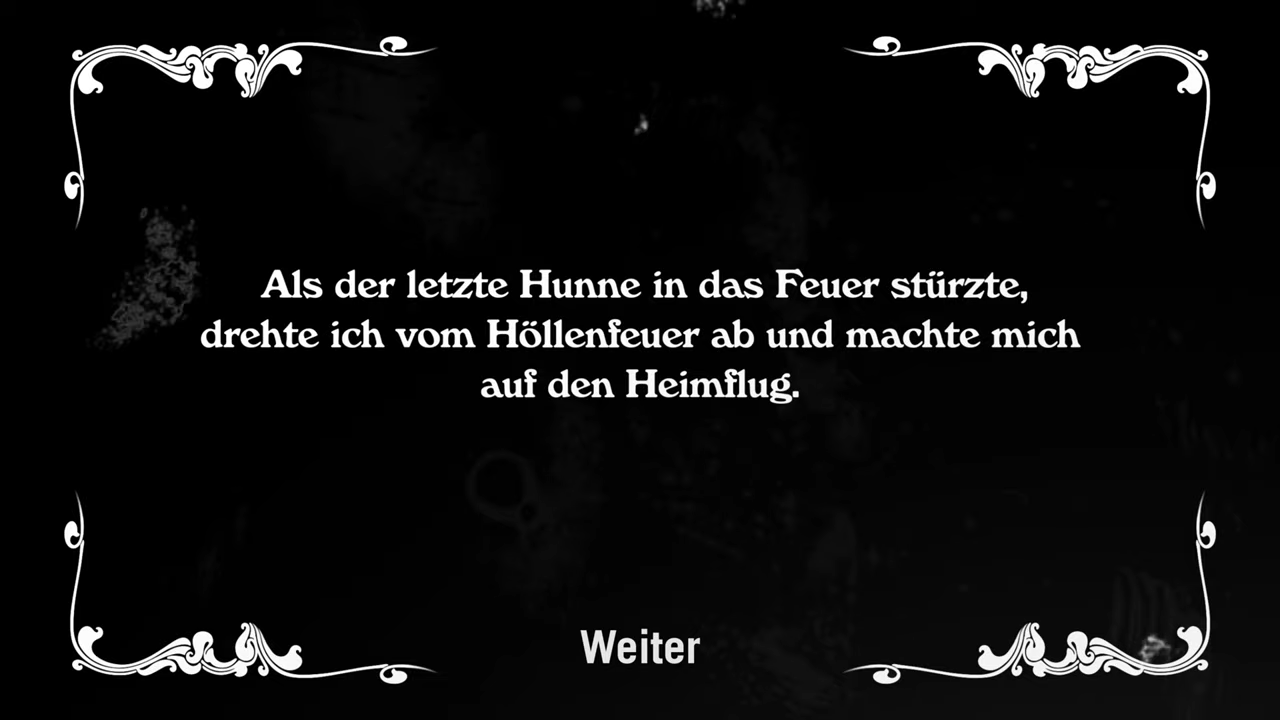 Als der letzte Hunne in das Feuer stürzte,
drehte ich vom Höllenfeuer ab und machte mich
auf den Heimflug.
Weiter